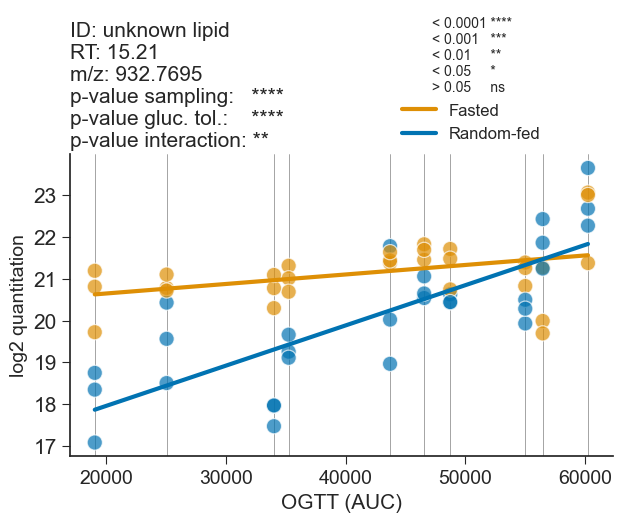 ID: unknown lipid
RT: 15.21
m/z: 932.7695
p-value sampling: ****
p-value gluc. tol.: ****
p-value interaction: **
< 0.0001 ****
< 0.001 ***
< 0.01 **
< 0.05 *
> 0.05 ns
Fasted
Random-fed
log2 quantitation
23
22
21
20
19
18
17
20000 30000 40000 50000 60000
OGTT (AUC)